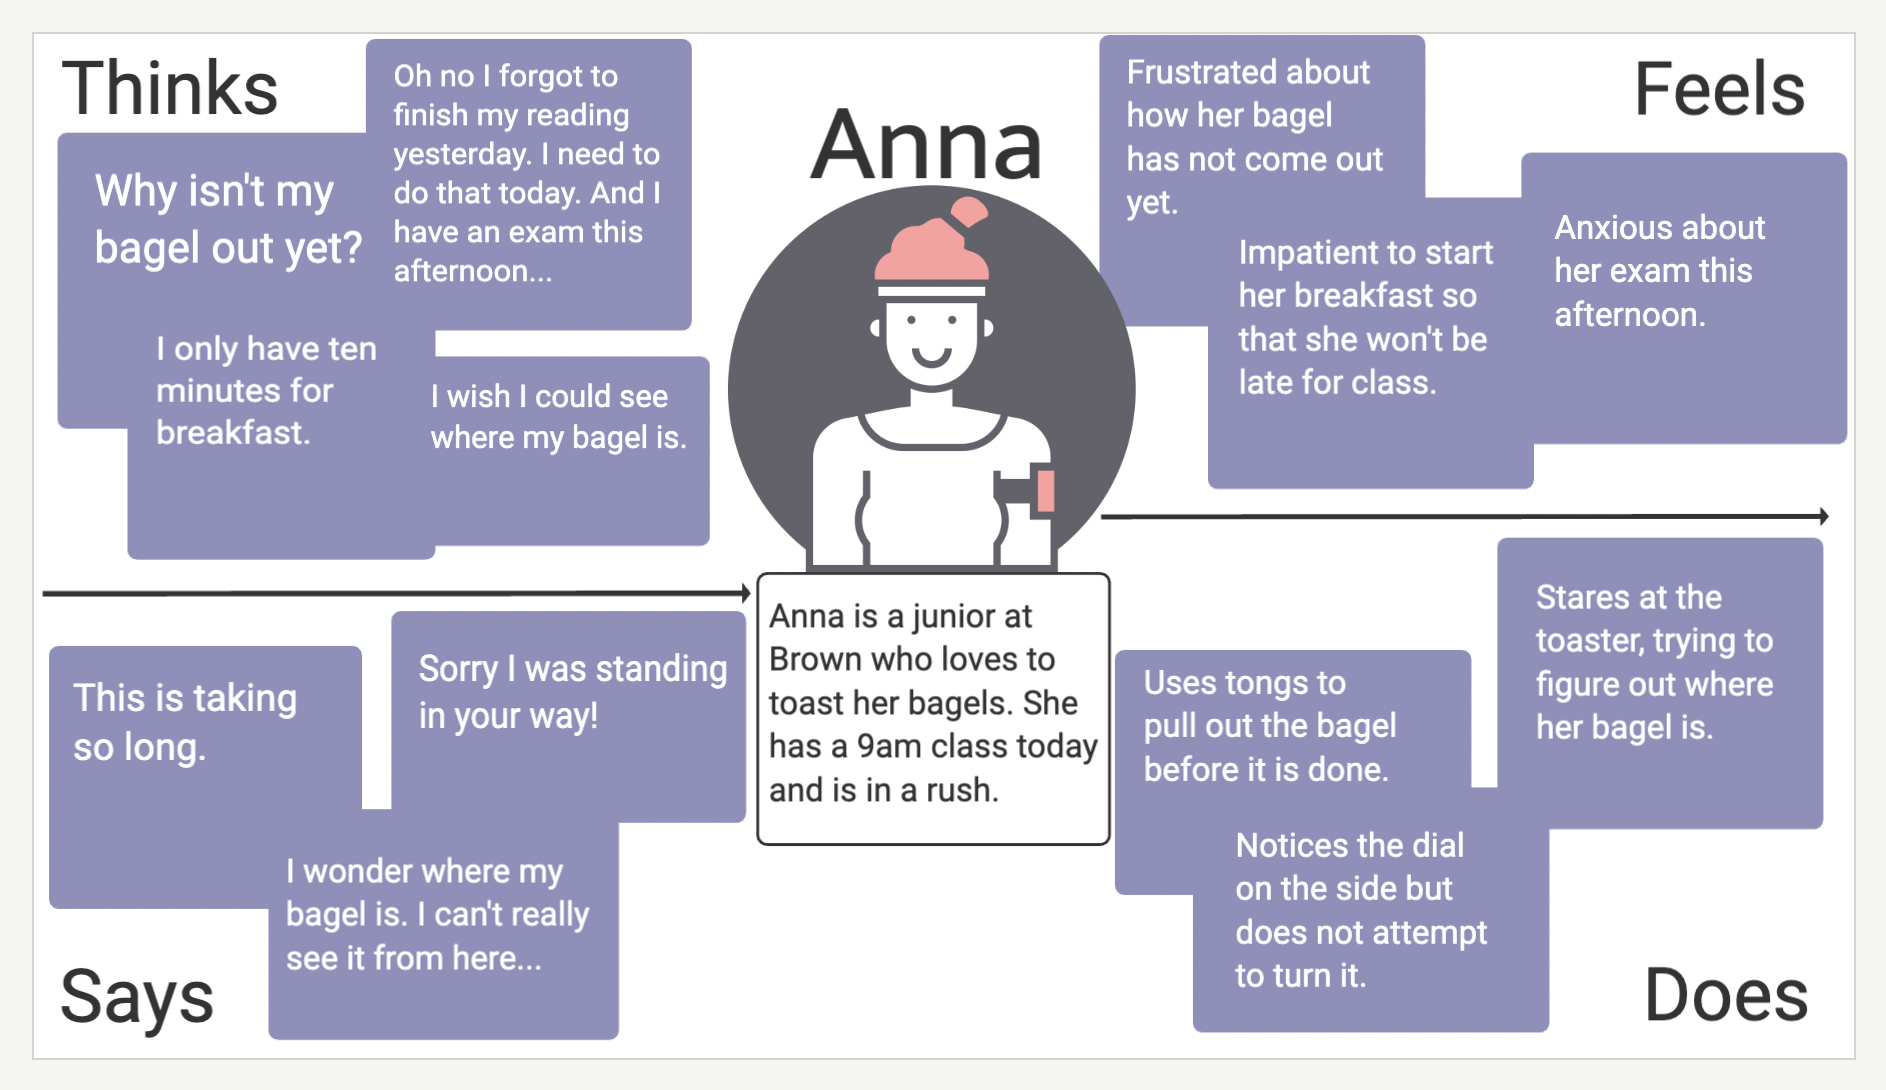 Thinks
Oh no I forgot to
finish my reading
yesterday. I need to
do that today. And I
have an exam this
afternoon...
Why isn't my
bagel out yet?
I only have ten
minutes for
breakfast.
I wish I could see
where my bagel is.
Anna
Anna is a junior at
Brown who loves to
toast her bagels. She
has a 9am class today
and is in a rush.
Feels
Frustrated about
how her bagel
has not come out
yet.
Impatient to start
her breakfast so
that she won't be
late for class.
Anxious about
her exam this
afternoon.
Says
This is taking
so long.
Sorry I was standing
in your way!
I wonder where my
bagel is. I can't really
see it from here...
Does
Uses tongs to
pull out the bagel
before it is done.
Stares at the
toaster, trying to
figure out where
her bagel is.
Notices the dial
on the side but
does not attempt
to turn it.